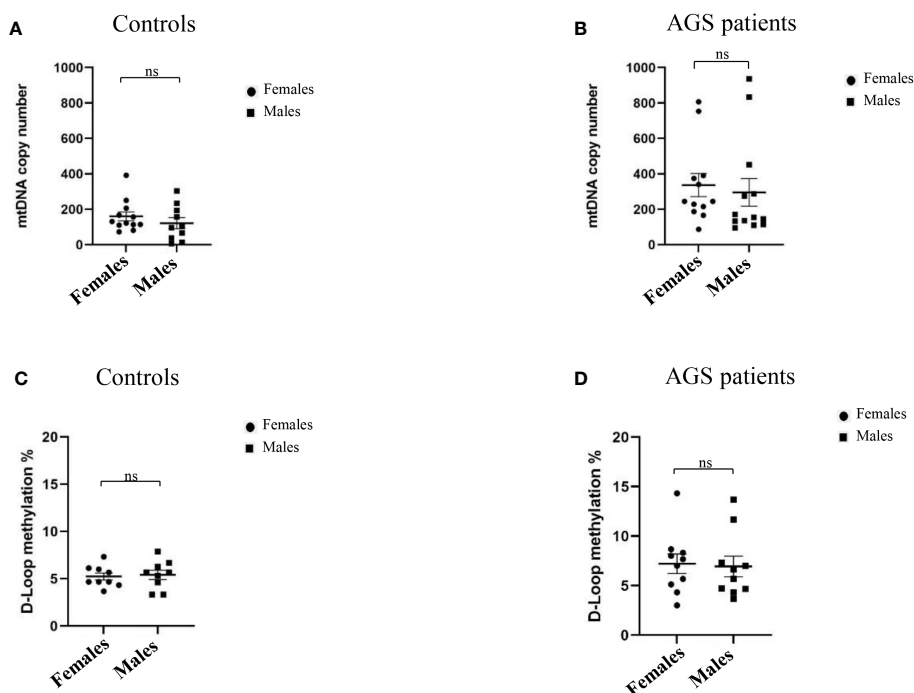 A
Controls
ns
mtDNA copy number
1000
800
600
400
200
0
Females
Males
Females
Males
B
AGS patients
ns
mtDNA copy number
1000
800
600
400
200
0
Females
Males
Females
Males
C
Controls
ns
D-Loop methylation %
20
15
10
5
0
Females
Males
Females
Males
D
AGS patients
ns
D-Loop methylation %
20
15
10
5
0
Females
Males
Females
Males